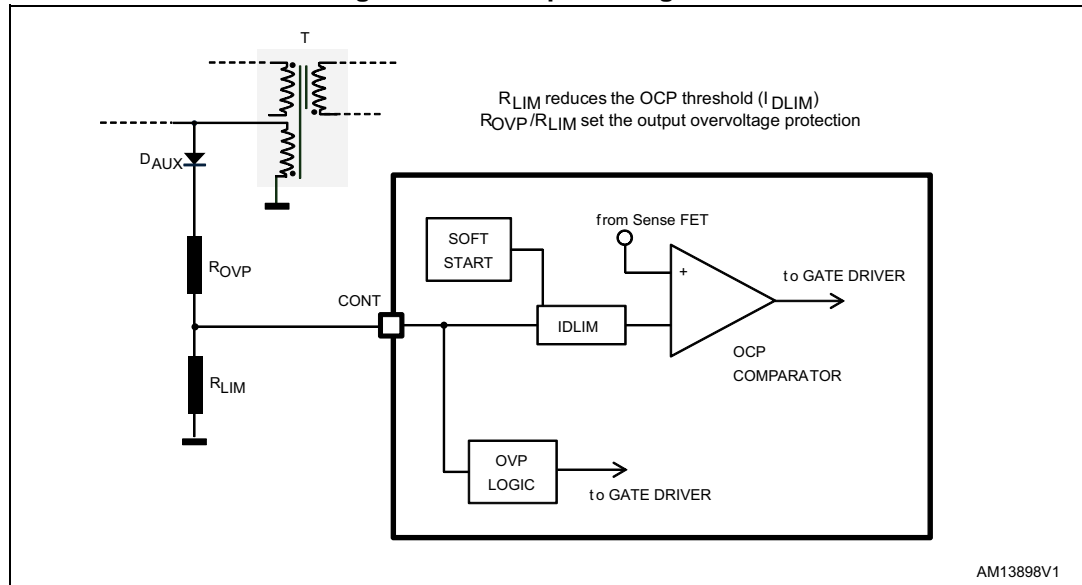 T
RLIM reduces the OCP threshold (IDLIM)
ROVP/RLIM set the output overvoltage protection
DAUX
from Sense FET
SOFT
START
ROVP
+
to GATE DRIVER
CONT
IDLIM
OCP
COMPARATOR
RLIM
OVP
LOGIC
to GATE DRIVER
AM13898V1